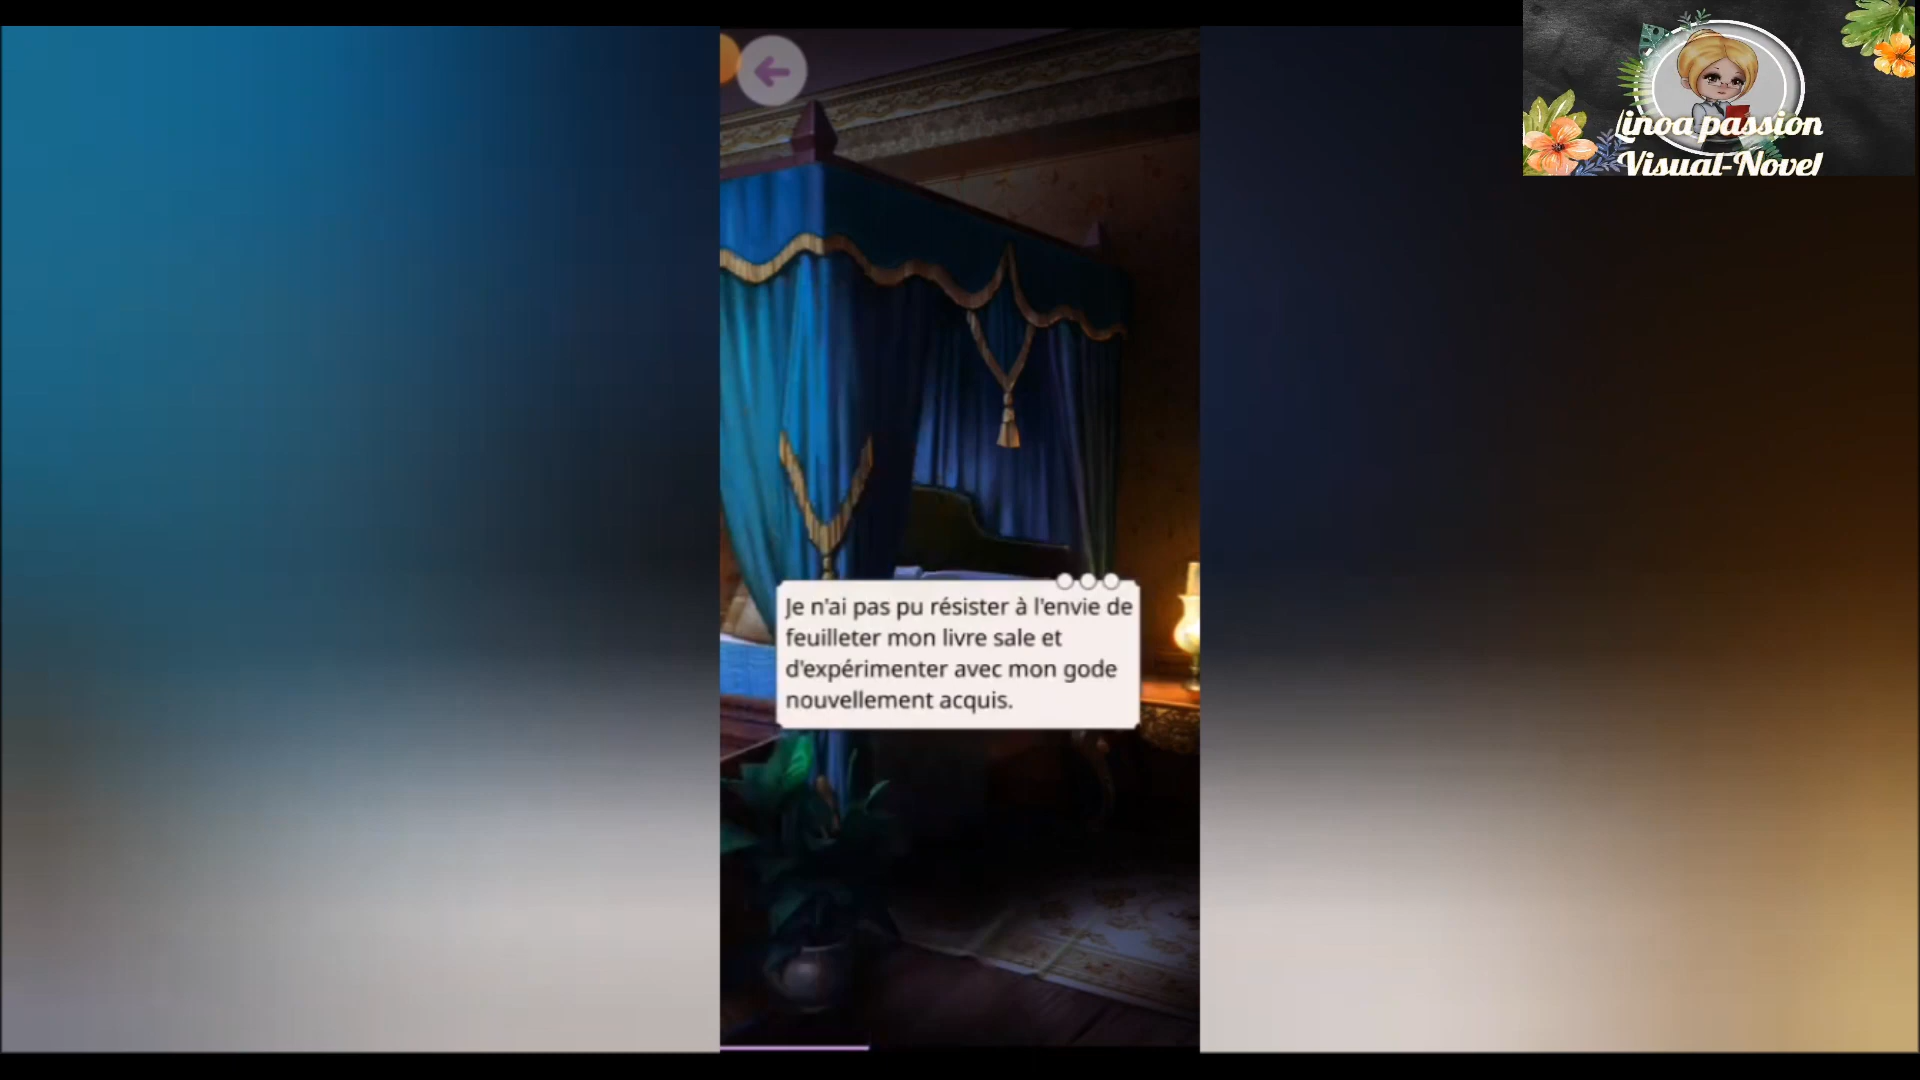 Linoa passion
Visual-Novel
Je n'ai pas pu résister à l'envie de
feuilleter mon livre sale et
d'expérimenter avec mon gode
nouvellement acquis.